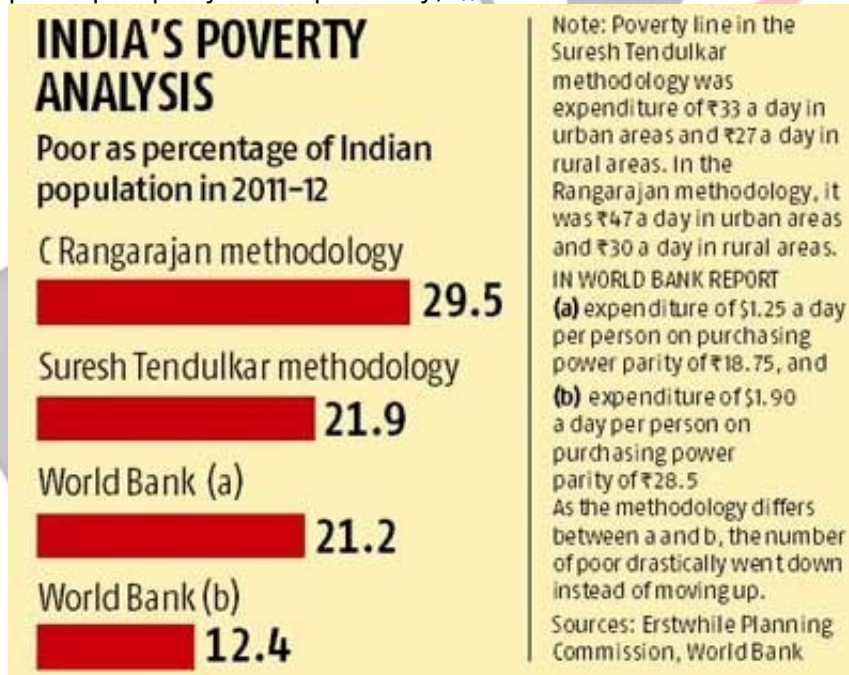 INDIA'S POVERTY
ANALYSIS
Poor as percentage of Indian
population in 2011-12
C Rangarajan methodology
29.5
Suresh Tendulkar methodology
21.9
World Bank (a)
21.2
World Bank (b)
12.4
Note: Poverty line in the
Suresh Tendulkar
methodology was
expenditure of ₹33 a day in
urban areas and ₹27 a day in
rural areas. In the
Rangarajan methodology, it
was ₹47 a day in urban areas
and ₹30 a day in rural areas.
IN WORLD BANK REPORT
(a) expenditure of $1.25 a day
per person on purchasing
power parity of ₹18.75, and
(b) expenditure of $1.90
a day per person on
purchasing power
parity of ₹28.5
As the methodology differs
between a and b, the number
of poor drastically went down
instead of moving up.
Sources: Erstwhile Planning
Commission, World Bank